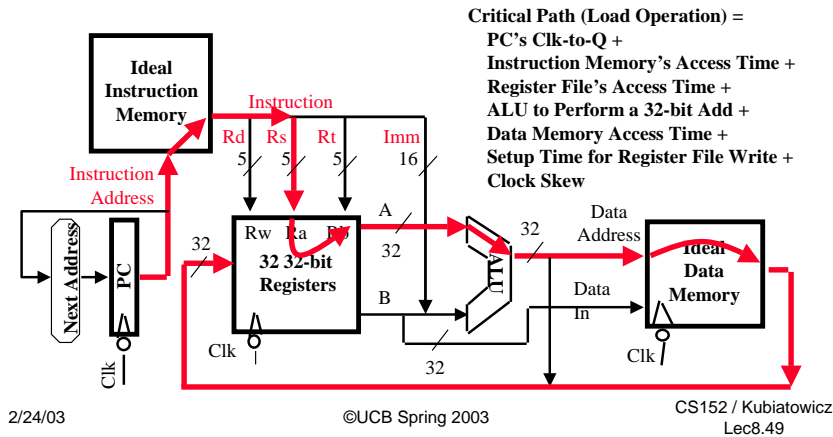 Critical Path (Load Operation) =
PC's Clk-to-Q +
Instruction Memory's Access Time +
Register File's Access Time +
ALU to Perform a 32-bit Add +
Data Memory Access Time +
Setup Time for Register File Write +
Clock Skew
Ideal
Instruction
Memory
Instruction
Rd
Rs
Rt
Imm
5
5
5
16
Instruction
Address
Next Address
PC
Clk
32
Rw
Ra
Rb
32 32-bit
Registers
Clk
A
32
B
32
ALU
32
Data
Address
Data
In
Ideal
Data
Memory
Clk
2/24/03
©UCB Spring 2003
CS152 / Kubiatowicz
Lec8.49